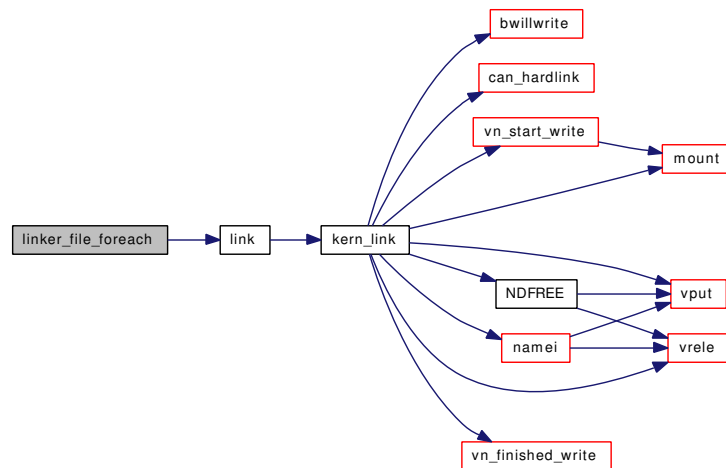 bwillwrite
can_hardlink
vn_start_write
mount
linker_file_foreach
link
kern_link
NDFREE
vput
namei
vrele
vn_finished_write